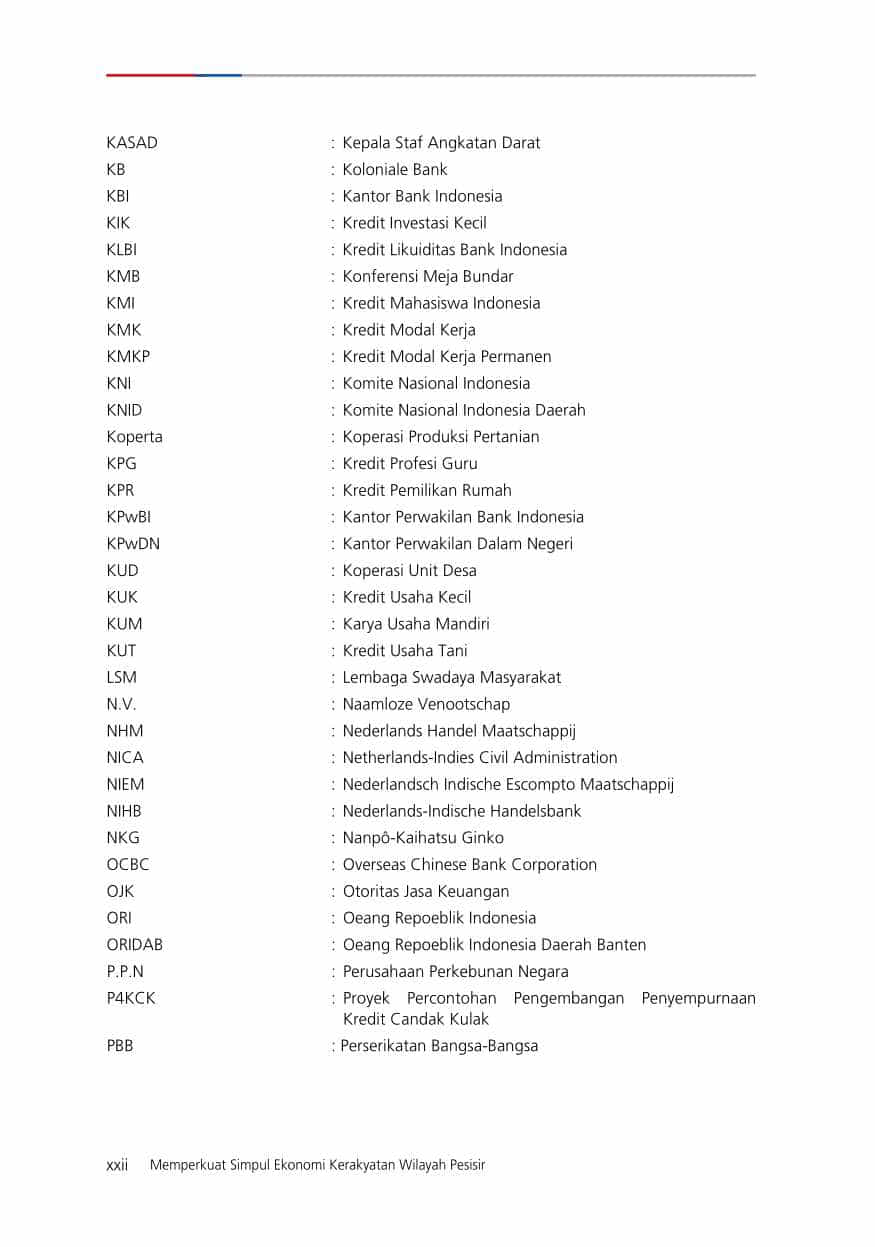 KASAD : Kepala Staf Angkatan Darat
KB : Koloniale Bank
KBI : Kantor Bank Indonesia
KIK : Kredit Investasi Kecil
KLBI : Kredit Likuiditas Bank Indonesia
KMB : Konferensi Meja Bundar
KMI : Kredit Mahasiswa Indonesia
KMK : Kredit Modal Kerja
KMKP : Kredit Modal Kerja Permanen
KNI : Komite Nasional Indonesia
KNID : Komite Nasional Indonesia Daerah
Koperta : Koperasi Produksi Pertanian
KPG : Kredit Profesi Guru
KPR : Kredit Pemilikan Rumah
KPwBI : Kantor Perwakilan Bank Indonesia
KPwDN : Kantor Perwakilan Dalam Negeri
KUD : Koperasi Unit Desa
KUK : Kredit Usaha Kecil
KUM : Karya Usaha Mandiri
KUT : Kredit Usaha Tani
LSM : Lembaga Swadaya Masyarakat
N.V. : Naamloze Venootschap
NHM : Nederlands Handel Maatschappij
NICA : Netherlands-Indies Civil Administration
NIEM : Nederlandsch Indische Escompto Maatschappij
NIHB : Nederlands-Indische Handelsbank
NKG : Nanpô-Kaihatsu Ginko
OCBC : Overseas Chinese Bank Corporation
OJK : Otoritas Jasa Keuangan
ORI : Oeang Repoeblik Indonesia
ORIDAB : Oeang Repoeblik Indonesia Daerah Banten
P.P.N : Perusahaan Perkebunan Negara
P4KCK : Proyek Percontohan Pengembangan Penyempurnaan
Kredit Candak Kulak
PBB : Perserikatan Bangsa-Bangsa
xxii Memperkuat Simpul Ekonomi Kerakyatan Wilayah Pesisir